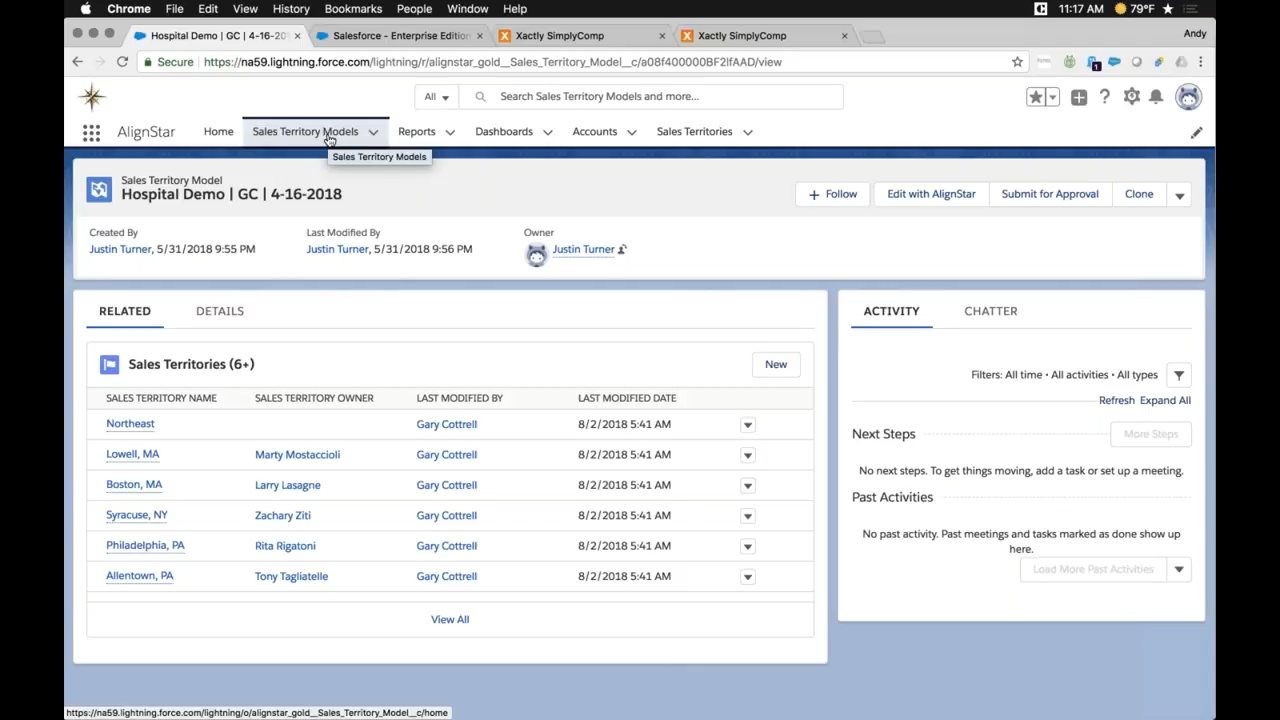 Chrome File Edit View History Bookmarks People Window Help 11:17 AM 79°F
Hospital Demo | GC | 4-16-20 Salesforce - Enterprise Edition Xactly SimplyComp Xactly SimplyComp Andy
Secure https://na59.lightning.force.com/lightning/r/alignstar_gold__Sales_Territory_Model__c/a08f400000BF2lfAAD/view 1
All Search Sales Territory Models and more...
AlignStar Home Sales Territory Models Reports Dashboards Accounts Sales Territories
Sales Territory Models
Sales Territory Model
Hospital Demo | GC | 4-16-2018
+ Follow Edit with AlignStar Submit for Approval Clone
Created By Last Modified By Owner
Justin Turner, 5/31/2018 9:55 PM Justin Turner, 5/31/2018 9:56 PM Justin Turner
RELATED DETAILS
ACTIVITY CHATTER
Sales Territories (6+) New
SALES TERRITORY NAME SALES TERRITORY OWNER LAST MODIFIED BY LAST MODIFIED DATE
Northeast Gary Cottrell 8/2/2018 5:41 AM
Lowell, MA Marty Mostaccioli Gary Cottrell 8/2/2018 5:41 AM
Boston, MA Larry Lasagne Gary Cottrell 8/2/2018 5:41 AM
Syracuse, NY Zachary Ziti Gary Cottrell 8/2/2018 5:41 AM
Philadelphia, PA Rita Rigatoni Gary Cottrell 8/2/2018 5:41 AM
Allentown, PA Tony Tagliatelle Gary Cottrell 8/2/2018 5:41 AM
View All
Filters: All time • All activities • All types
Refresh Expand All
Next Steps More Steps
No next steps. To get things moving, add a task or set up a meeting.
Past Activities
No past activity. Past meetings and tasks marked as done show up
here.
Load More Past Activities
https://na59.lightning.force.com/lightning/o/alignstar_gold__Sales_Territory_Model__c/home